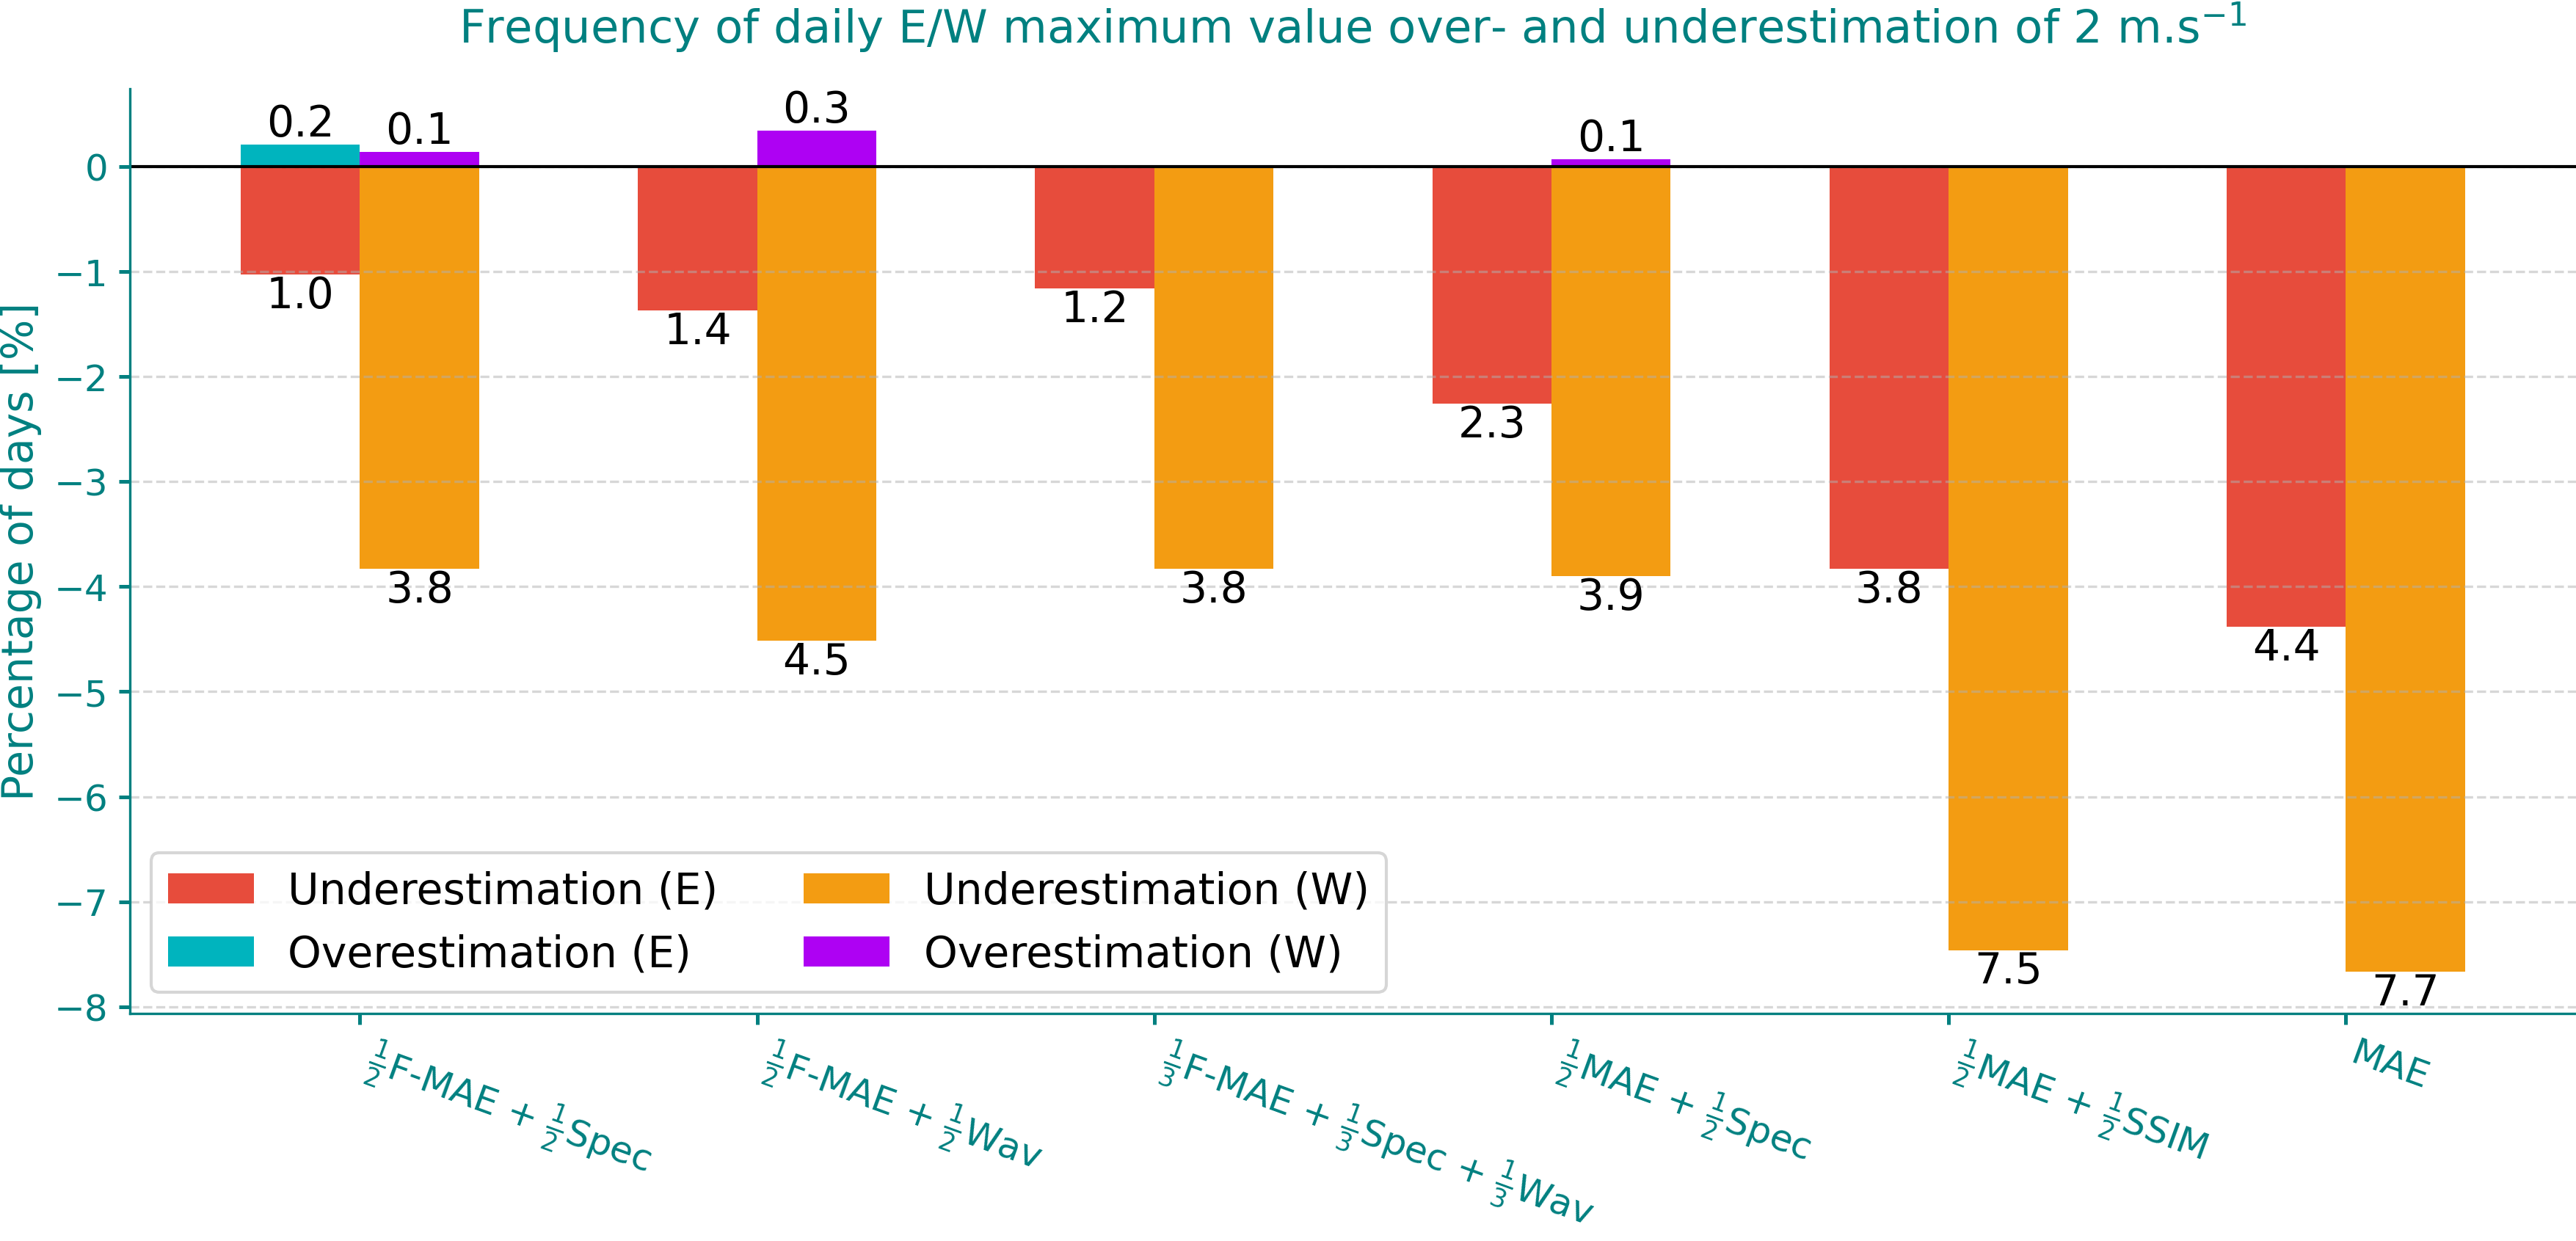 Frequency of daily E/W maximum value over- and underestimation of 2 m.s⁻¹
Percentage of days [%]
0
−1
−2
−3
−4
−5
−6
−7
−8
0.2
0.1
0.3
0.1
1.0
3.8
1.4
4.5
1.2
3.8
2.3
3.9
3.8
7.5
4.4
7.7
Underestimation (E)
Overestimation (E)
Underestimation (W)
Overestimation (W)
½F-MAE + ½Spec
½F-MAE + ½Wav
⅓F-MAE + ⅓Spec + ⅓Wav
½MAE + ½Spec
½MAE + ½SSIM
MAE